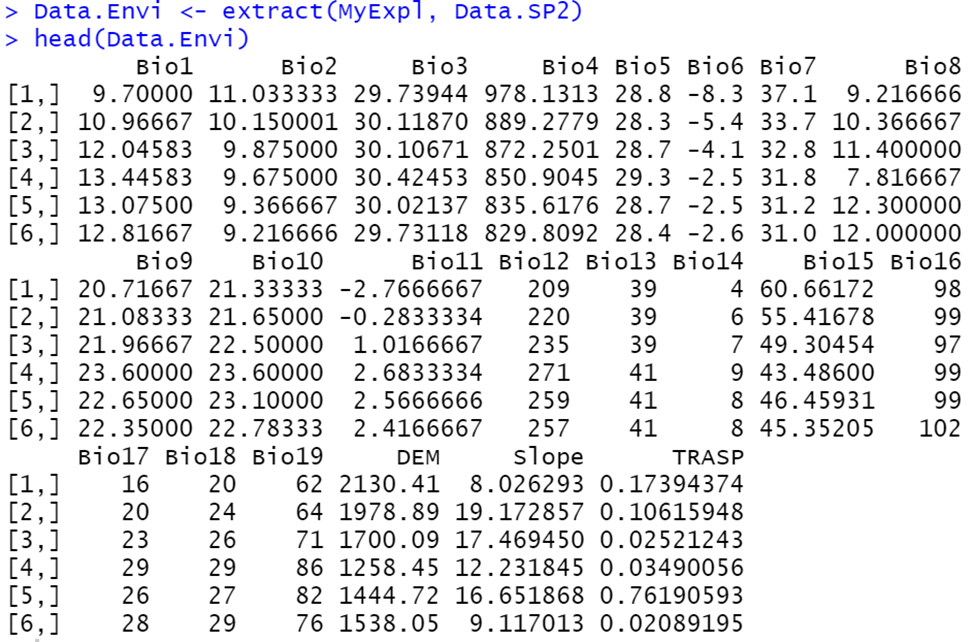 > Data.Envi <- extract(MyExpl, Data.SP2)
> head(Data.Envi)
Bio1 Bio2 Bio3 Bio4 Bio5 Bio6 Bio7 Bio8
[1,] 9.70000 11.033333 29.73944 978.1313 28.8 -8.3 37.1 9.216666
[2,] 10.96667 10.150001 30.11870 889.2779 28.3 -5.4 33.7 10.366667
[3,] 12.04583 9.875000 30.10671 872.2501 28.7 -4.1 32.8 11.400000
[4,] 13.44583 9.675000 30.42453 850.9045 29.3 -2.5 31.8 7.816667
[5,] 13.07500 9.366667 30.02137 835.6176 28.7 -2.5 31.2 12.300000
[6,] 12.81667 9.216666 29.73118 829.8092 28.4 -2.6 31.0 12.000000
Bio9 Bio10 Bio11 Bio12 Bio13 Bio14 Bio15 Bio16
[1,] 20.71667 21.33333 -2.7666667 209 39 4 60.66172 98
[2,] 21.08333 21.65000 -0.2833334 220 39 6 55.41678 99
[3,] 21.96667 22.50000 1.0166667 235 39 7 49.30454 97
[4,] 23.60000 23.60000 2.6833334 271 41 9 43.48600 99
[5,] 22.65000 23.10000 2.5666666 259 41 8 46.45931 99
[6,] 22.35000 22.78333 2.4166667 257 41 8 45.35205 102
Bio17 Bio18 Bio19 DEM Slope TRASP
[1,] 16 20 62 2130.41 8.026293 0.17394374
[2,] 20 24 64 1978.89 19.172857 0.10615948
[3,] 23 26 71 1700.09 17.469450 0.02521243
[4,] 29 29 86 1258.45 12.231845 0.03490056
[5,] 26 27 82 1444.72 16.651868 0.76190593
[6,] 28 29 76 1538.05 9.117013 0.02089195